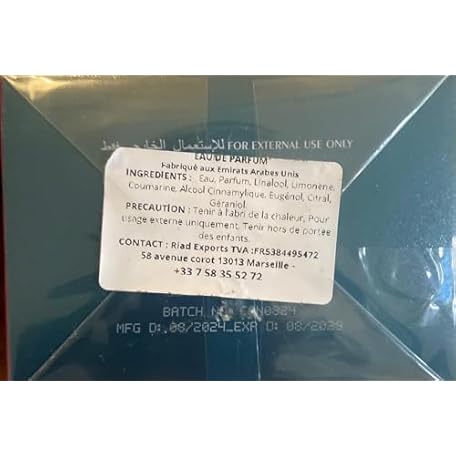 للإستعمال الخارجي فقط FOR EXTERNAL USE ONLY
EAU DE PARFUM
Fabriqué aux Emirats Arabes Unis
INGREDIENTS : Eau, Parfum, Linalool, Limonene,
Coumarine, Alcool Cinnamylique, Eugénol, Citral,
Géraniol.
PRECAUTION : Tenir à l'abri de la chaleur, Pour
usage externe uniquement, Tenir hors de portée
des enfants.
CONTACT : Riad Exports TVA :FR5384495472
58 avenue corot 13013 Marseille -
+33 7 58 35 52 72
BATCH
MFG D: 08/2024 EXP D: 08/2039